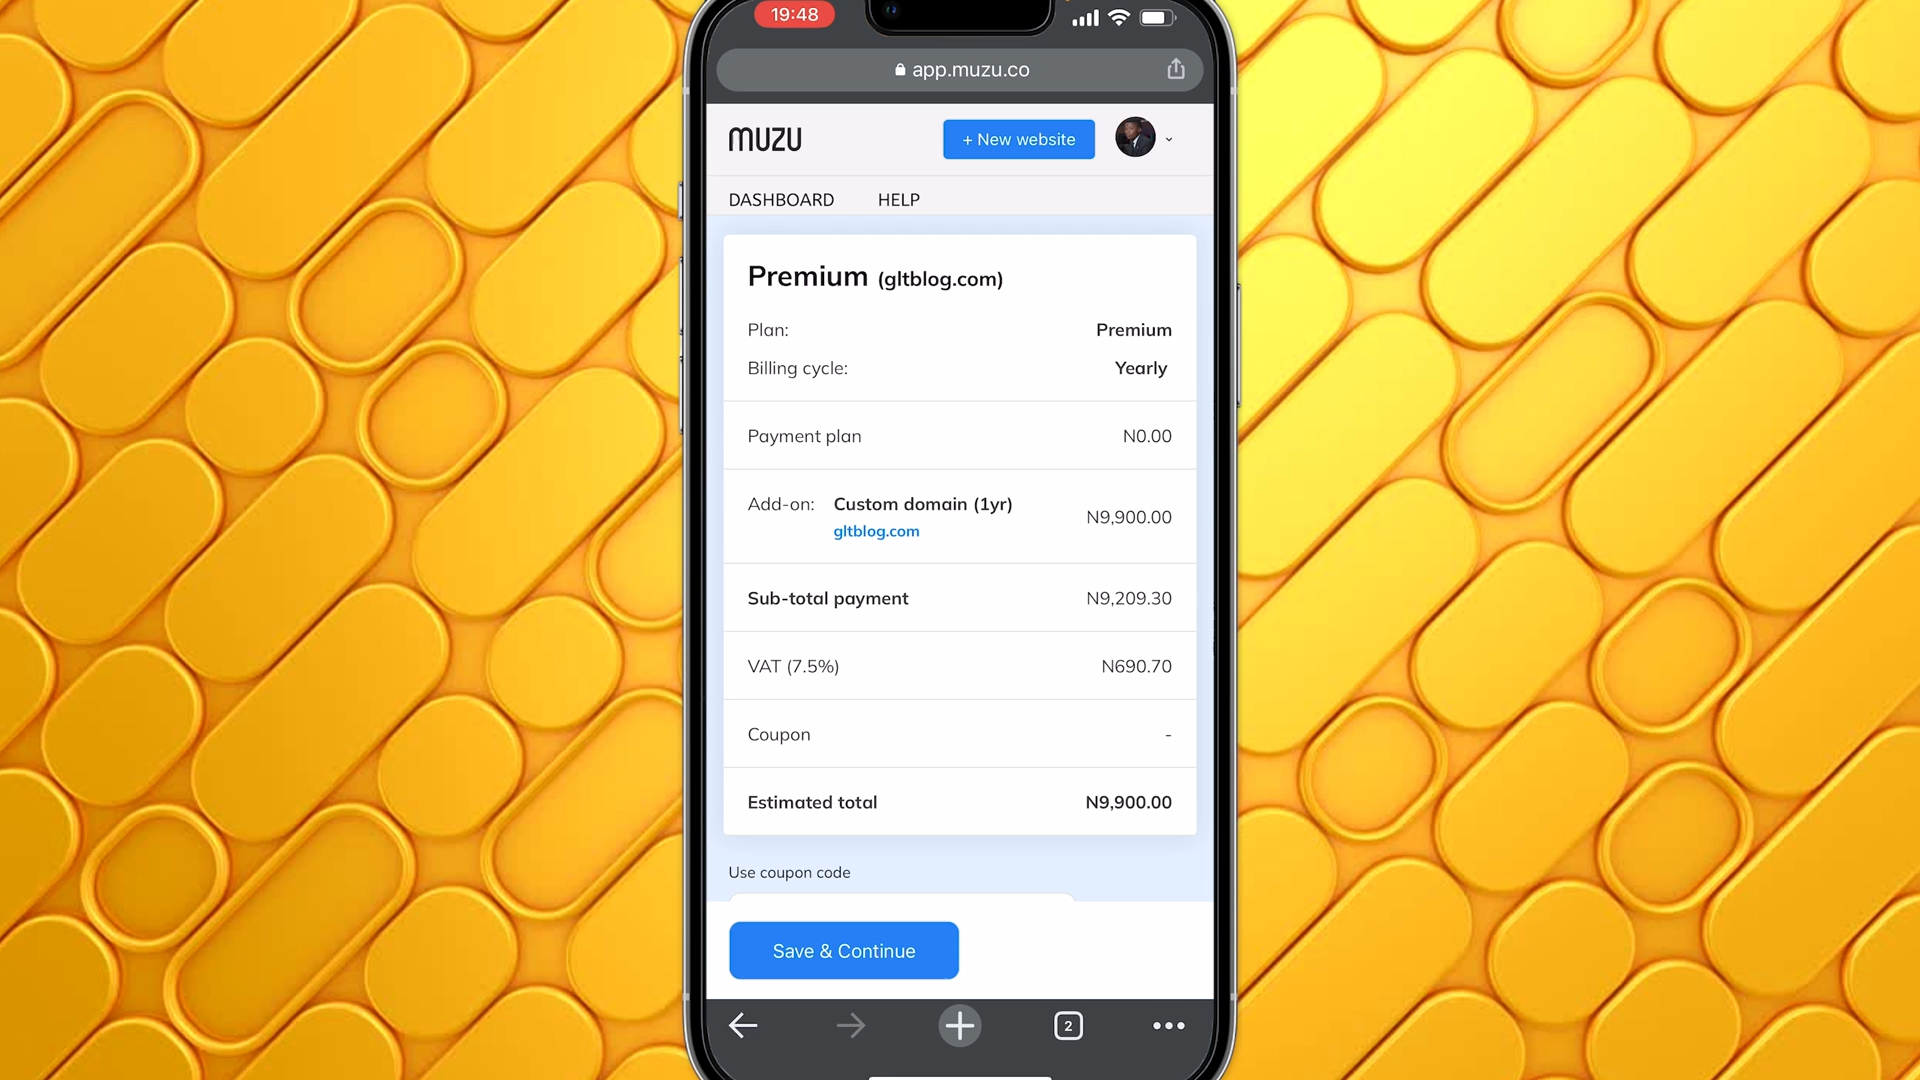 19:48
app.muzu.co
MUZU
+ New website
DASHBOARD HELP
Premium (gltblog.com)
Plan: Premium
Billing cycle: Yearly
Payment plan N0.00
Add-on: Custom domain (1yr) N9,900.00
gltblog.com
Sub-total payment N9,209.30
VAT (7.5%) N690.70
Coupon -
Estimated total N9,900.00
Use coupon code
Save & Continue
2